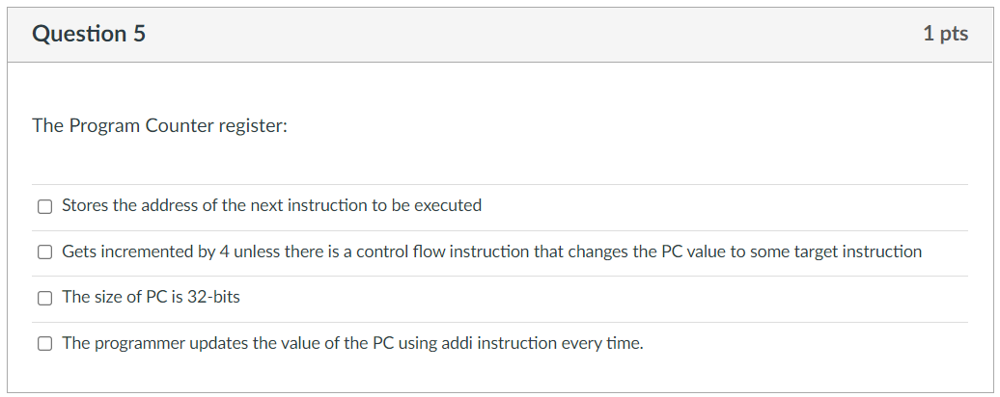 Question 5
1 pts
The Program Counter register:
Stores the address of the next instruction to be executed
Gets incremented by 4 unless there is a control flow instruction that changes the PC value to some target instruction
The size of PC is 32-bits
The programmer updates the value of the PC using addi instruction every time.